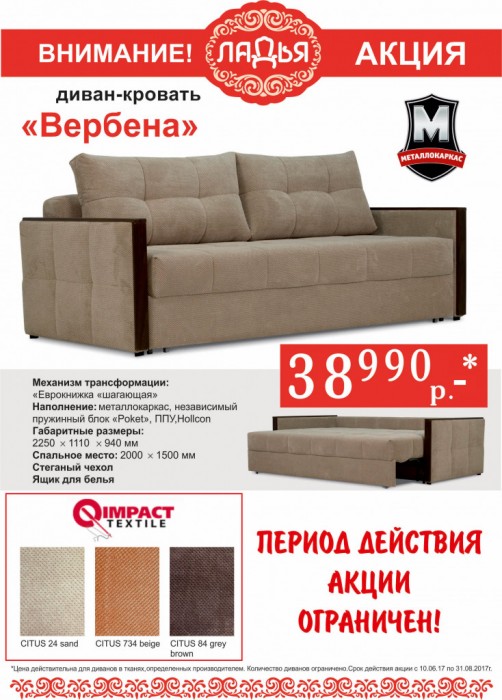 ВНИМАНИЕ!
ЛАДЬЯ
АКЦИЯ
диван-кровать
«Вербена»
М
МЕТАЛЛОКАРКАС
38 990 р.-*
Механизм трансформации:
«Еврокнижка «шагающая»
Наполнение: металлокаркас, независимый
пружинный блок «Poket», ППУ,Hollcon
Габаритные размеры:
2250 × 1110 × 940 мм
Спальное место: 2000 × 1500 мм
Стеганый чехол
Ящик для белья
IMPACT
TEXTILE
CITUS 24 sand
CITUS 734 beige
CITUS 84 grey
brown
ПЕРИОД ДЕЙСТВИЯ
АКЦИИ
ОГРАНИЧЕН!
*Цена действительна для диванов в тканях,определенных производителем. Количество диванов ограничено.Срок действия акции с 10.06.17 по 31.08.2017г.